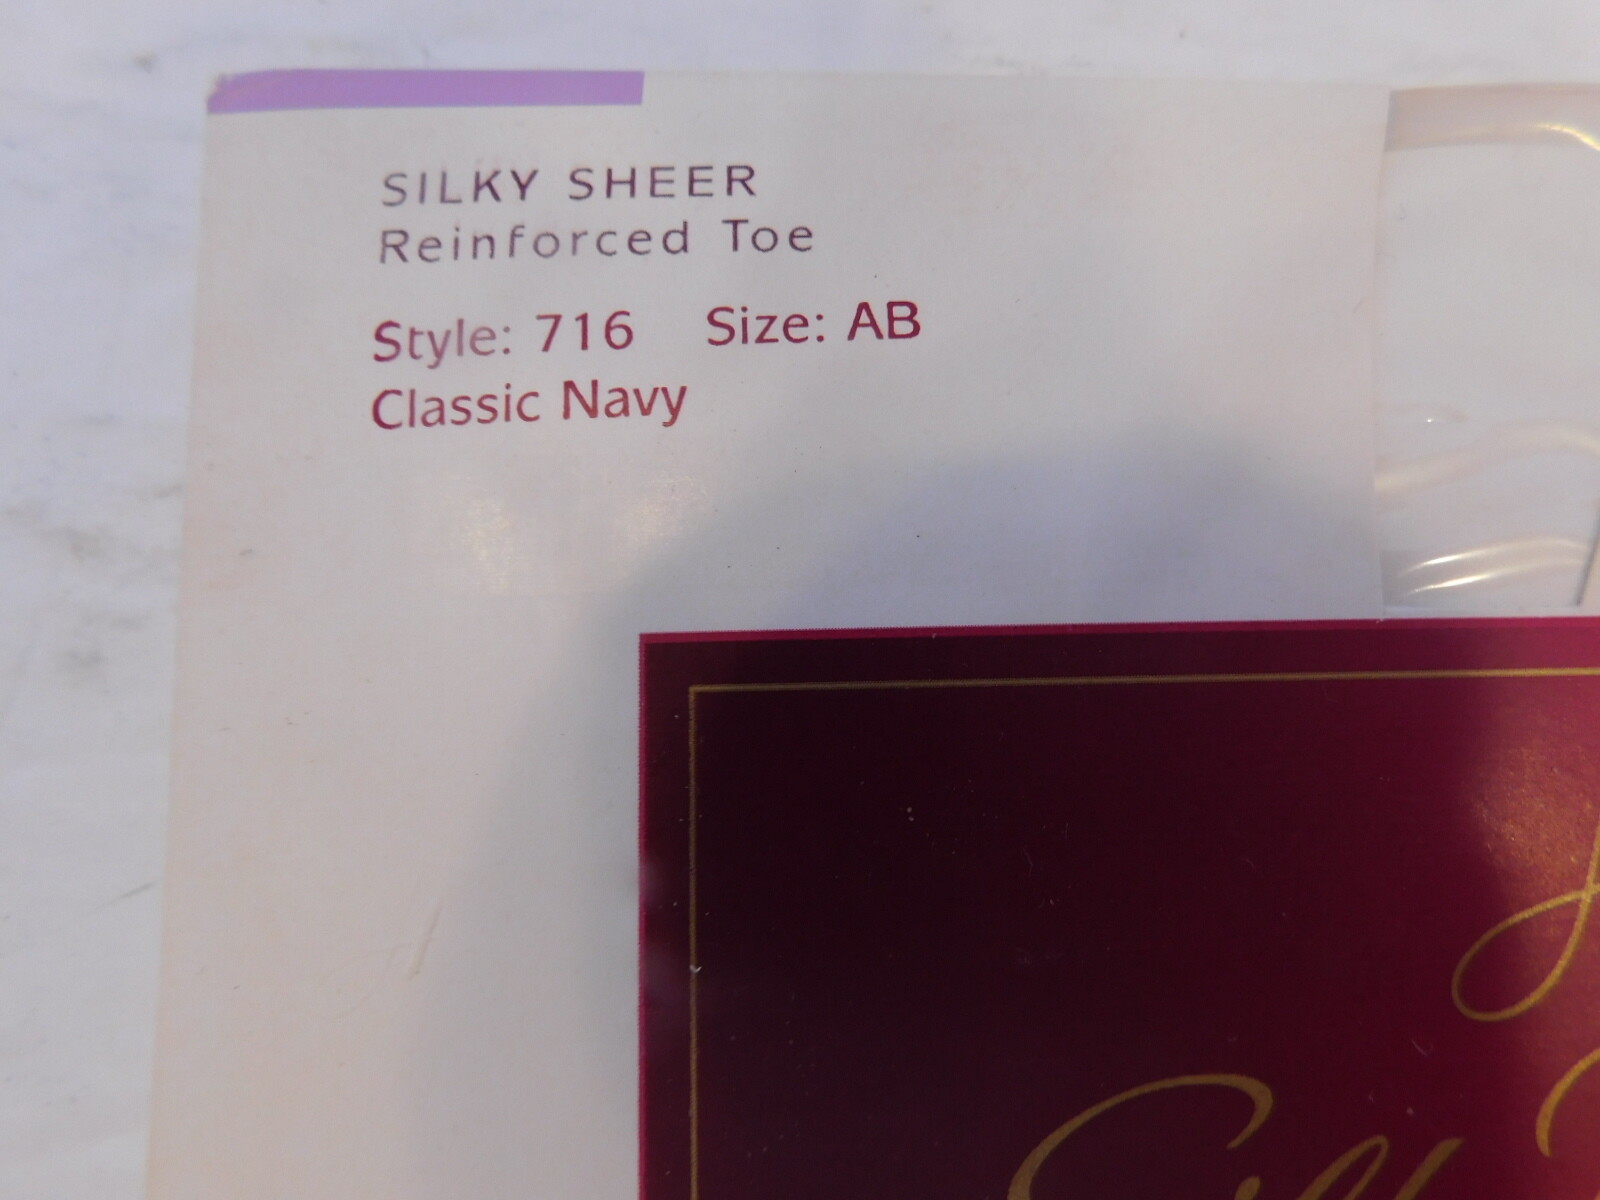 SILKY SHEER
Reinforced Toe
Style: 716 Size: AB
Classic Navy